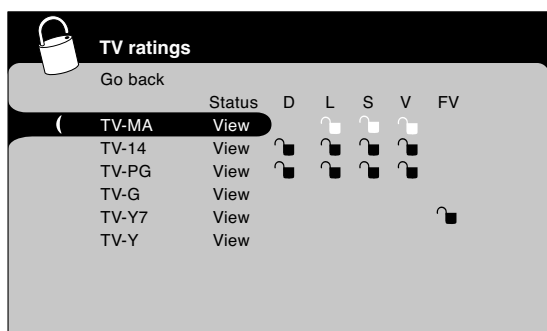 TV ratings
Go back
Status D L S V FV
TV-MA View
TV-14 View
TV-PG View
TV-G View
TV-Y7 View
TV-Y View